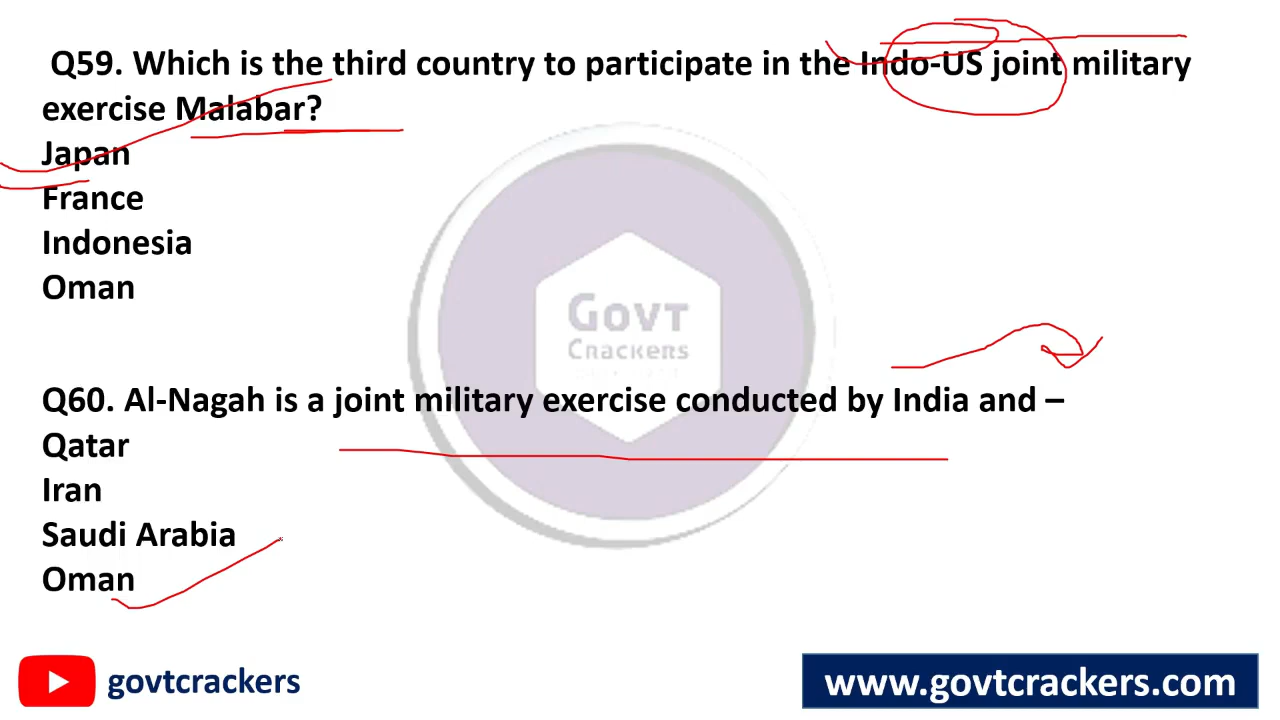 Q59. Which is the third country to participate in the Indo-US joint military
exercise Malabar?
Japan
France
Indonesia
Oman
GOVT
CRACKERS
Q60. Al-Nagah is a joint military exercise conducted by India and –
Qatar
Iran
Saudi Arabia
Oman
govtcrackers
www.govtcrackers.com